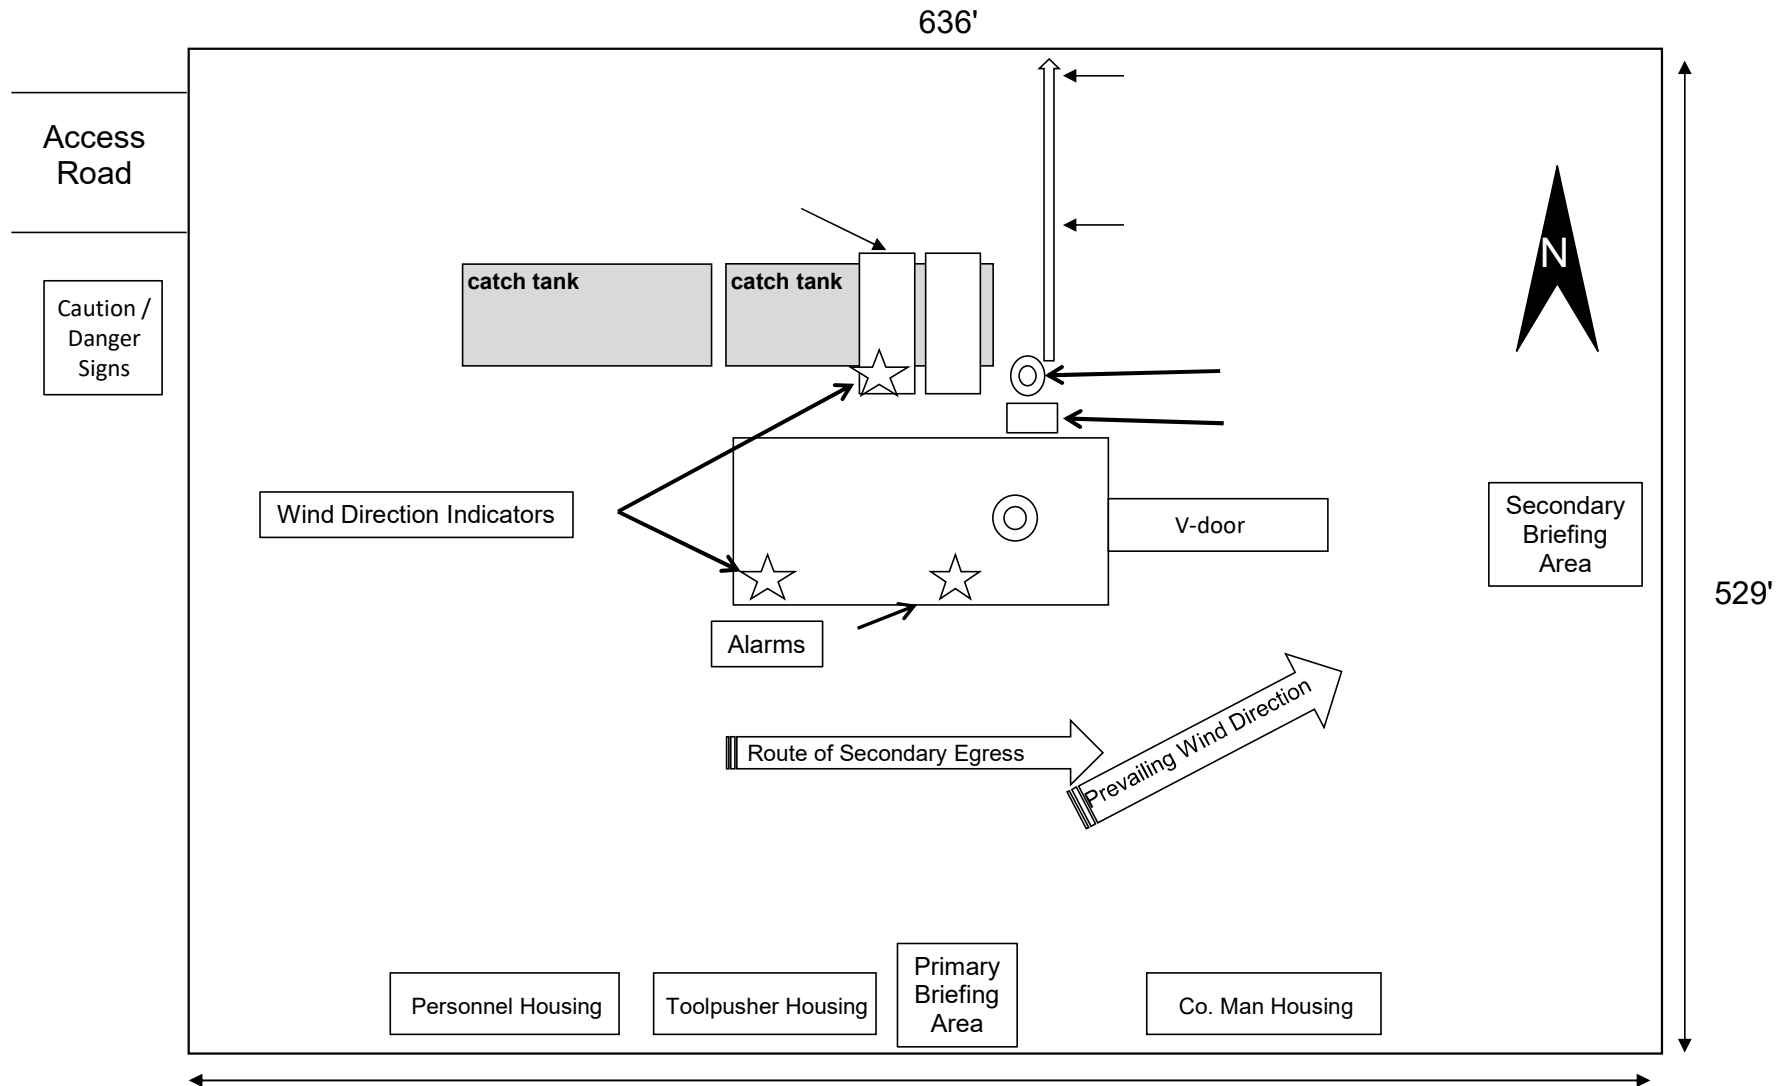 636'
Access
Road
N
catch tank
catch tank
Caution /
Danger
Signs
Wind Direction Indicators
V-door
Secondary
Briefing
Area
529'
Alarms
Prevailing Wind Direction
Route of Secondary Egress
Personnel Housing
Toolpusher Housing
Primary
Briefing
Area
Co. Man Housing